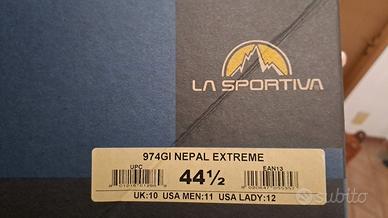 LA SPORTIVA
974GI NEPAL EXTREME
UPC
EAN13
44½
UK:10 USA MEN:11 USA LADY:12
subito